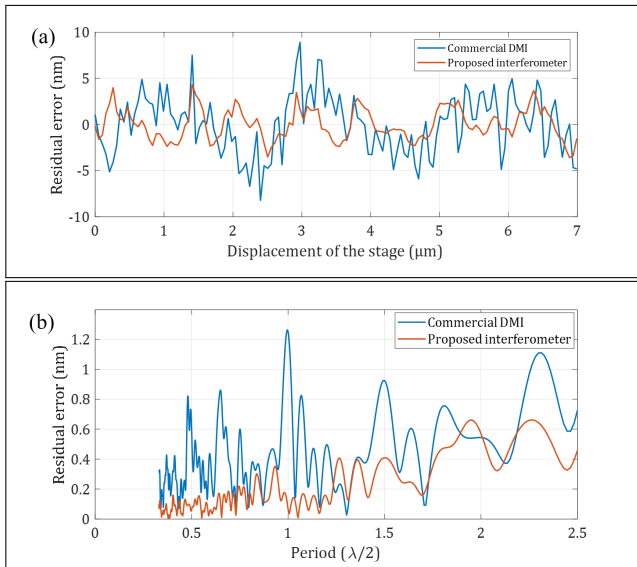 (a)
Commercial DMI
Proposed interferometer
Residual error (nm)
10
5
0
-5
-10
0
1
2
3
4
5
6
7
Displacement of the stage (μm)
(b)
Commercial DMI
Proposed interferometer
Residual error (nm)
1.2
1
0.8
0.6
0.4
0.2
0
0
0.5
1
1.5
2
2.5
Period (λ/2)